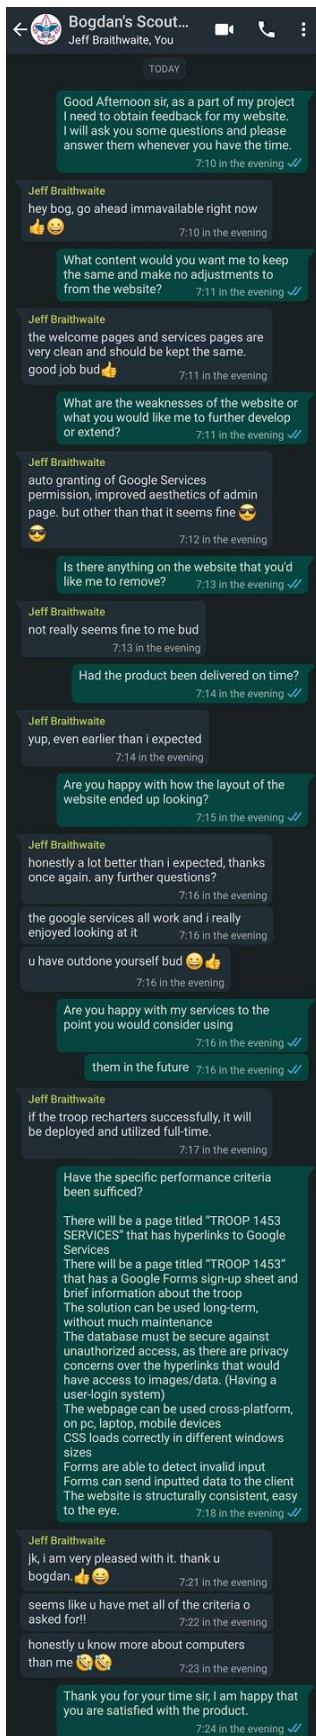 Bogdan's Scout...
Jeff Braithwaite, You
TODAY
Good Afternoon sir, as a part of my project
I need to obtain feedback for my website.
I will ask you some questions and please
answer them whenever you have the time.
7:10 in the evening
Jeff Braithwaite
hey bog, go ahead immavailable right now
👍😀
7:10 in the evening
What content would you want me to keep
the same and make no adjustments to
from the website? 7:11 in the evening
Jeff Braithwaite
the welcome pages and services pages are
very clean and should be kept the same.
good job bud👍
7:11 in the evening
What are the weaknesses of the website or
what you would like me to further develop
or extend? 7:11 in the evening
Jeff Braithwaite
auto granting of Google Services
permission, improved aesthetics of admin
page. but other than that it seems fine 😎
😎
7:12 in the evening
Is there anything on the website that you'd
like me to remove? 7:13 in the evening
Jeff Braithwaite
not really seems fine to me bud
7:13 in the evening
Had the product been delivered on time?
7:14 in the evening
Jeff Braithwaite
yup, even earlier than i expected
7:14 in the evening
Are you happy with how the layout of the
website ended up looking?
7:15 in the evening
Jeff Braithwaite
honestly a lot better than i expected, thanks
once again. any further questions?
7:16 in the evening
the google services all work and i really
enjoyed looking at it 7:16 in the evening
u have outdone yourself bud 😀👍
7:16 in the evening
Are you happy with my services to the
point you would consider using
7:16 in the evening
them in the future 7:16 in the evening
Jeff Braithwaite
if the troop recharters successfully, it will
be deployed and utilized full-time.
7:17 in the evening
Have the specific performance criteria
been sufficed?
There will be a page titled “TROOP 1453
SERVICES” that has hyperlinks to Google
Services
There will be a page titled “TROOP 1453”
that has a Google Forms sign-up sheet and
brief information about the troop
The solution can be used long-term,
without much maintenance
The database must be secure against
unauthorized access, as there are privacy
concerns over the hyperlinks that would
have access to images/data. (Having a
user-login system)
The webpage can be used cross-platform,
on pc, laptop, mobile devices
CSS loads correctly in different windows
sizes
Forms are able to detect invalid input
Forms can send inputted data to the client
The website is structurally consistent, easy
to the eye. 7:18 in the evening
Jeff Braithwaite
jk, i am very pleased with it. thank u
bogdan.👍😀
7:21 in the evening
seems like u have met all of the criteria o
asked for!!
7:22 in the evening
honestly u know more about computers
than me 🤣🤣
7:23 in the evening
Thank you for your time sir, I am happy that
you are satisfied with the product.
7:24 in the evening